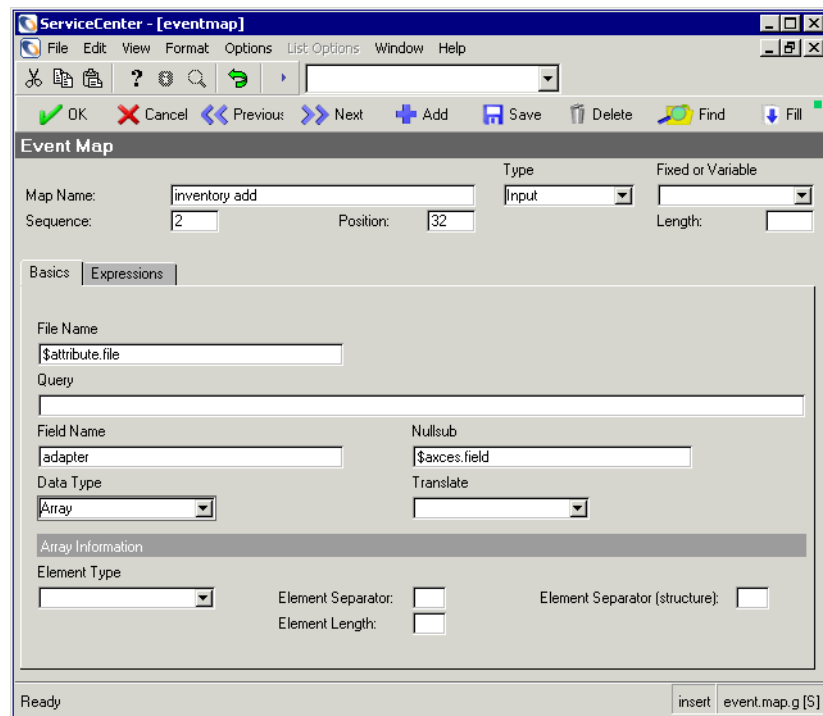 ServiceCenter - [eventmap]
File Edit View Format Options List Options Window Help
OK Cancel Previous Next Add Save Delete Find Fill
Event Map
Type Fixed or Variable
Map Name: inventory add Input
Sequence: 2 Position: 32 Length:
Basics Expressions
File Name
$attribute.file
Query
Field Name Nullsub
adapter $axces.field
Data Type Translate
Array
Array Information
Element Type
Element Separator: Element Separator (structure):
Element Length:
Ready insert event.map.g [S]